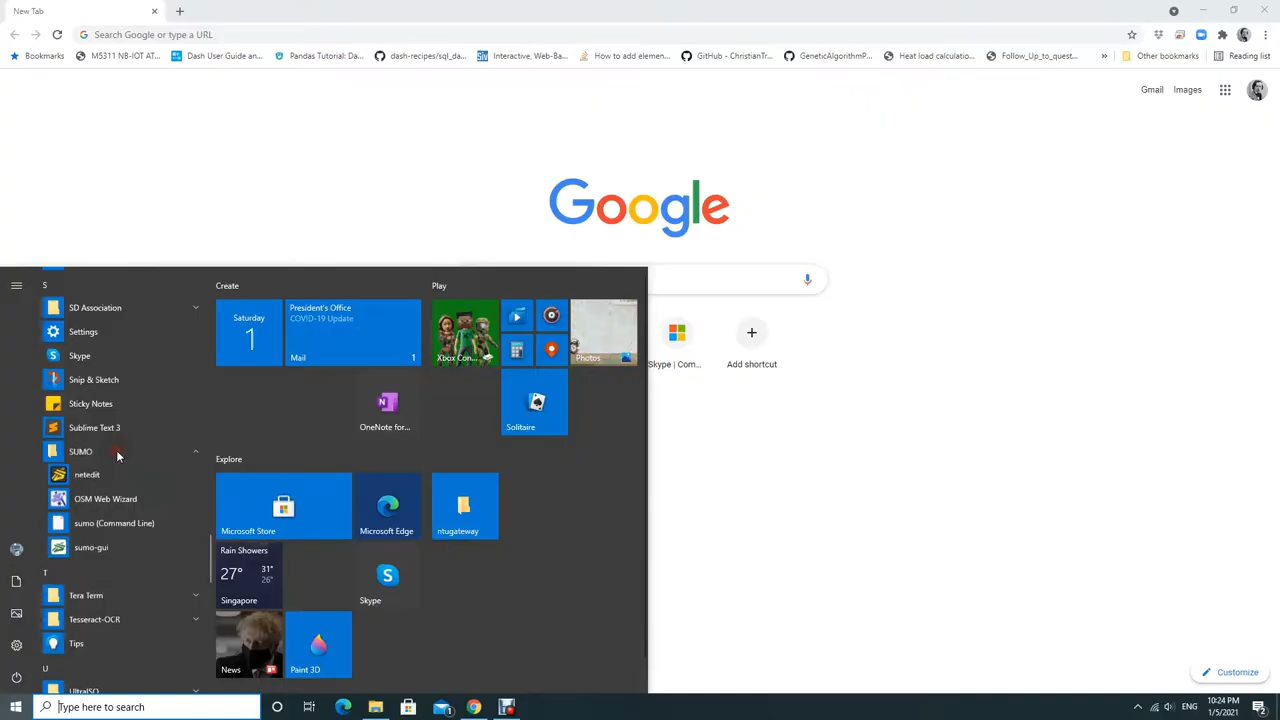 New Tab
Search Google or type a URL
Bookmarks
M5311 NB-IOT AT...
Dash User Guide an...
Pandas Tutorial: Da...
dash-recipes/sql_da...
Interactive, Web-Ba...
How to add elemen...
GitHub - ChristianTr...
GeneticAlgorithmP...
Heat load calculatio...
Follow_Up_to_quest...
Other bookmarks
Reading list
Gmail
Images
Google
Skype | Com...
Add shortcut
S
SD Association
Settings
Skype
Snip & Sketch
Sticky Notes
Sublime Text 3
SUMO
netedit
OSM Web Wizard
sumo (Command Line)
sumo-gui
T
Tera Term
Tesseract-OCR
Tips
U
UltraISO
Create
Saturday
1
President's Office
COVID-19 Update
Mail
1
OneNote for...
Play
Xbox Con...
Photos
Solitaire
Explore
Microsoft Store
Microsoft Edge
ntugateway
Rain Showers
27° 31°
26°
Singapore
Skype
News
Paint 3D
Customize
Type here to search
1
ENG
10:24 PM
1/5/2021
2